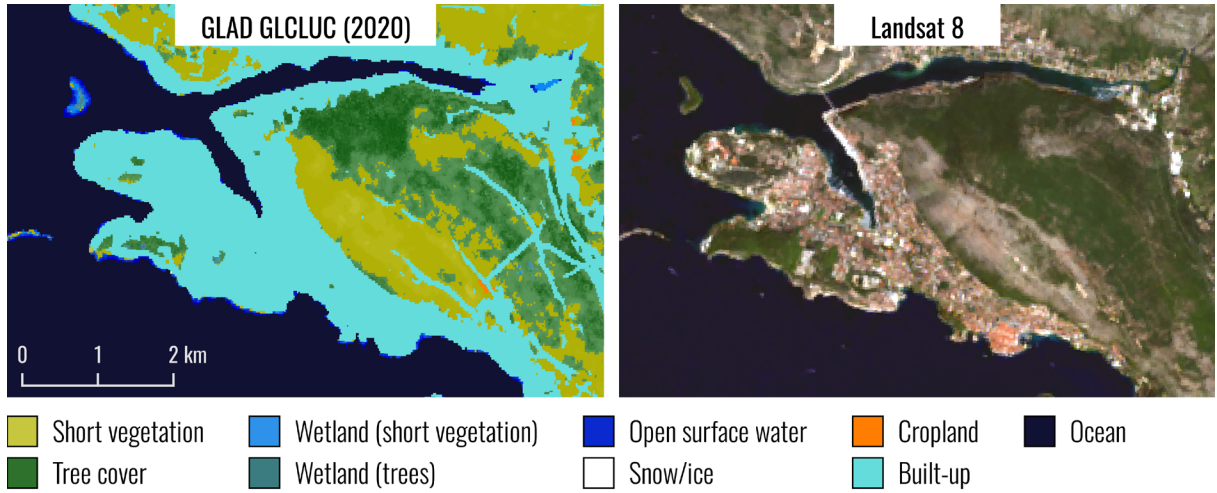 GLAD GLCLUC (2020)
Landsat 8
0 1 2 km
Short vegetation
Wetland (short vegetation)
Open surface water
Cropland
Ocean
Tree cover
Wetland (trees)
Snow/ice
Built-up